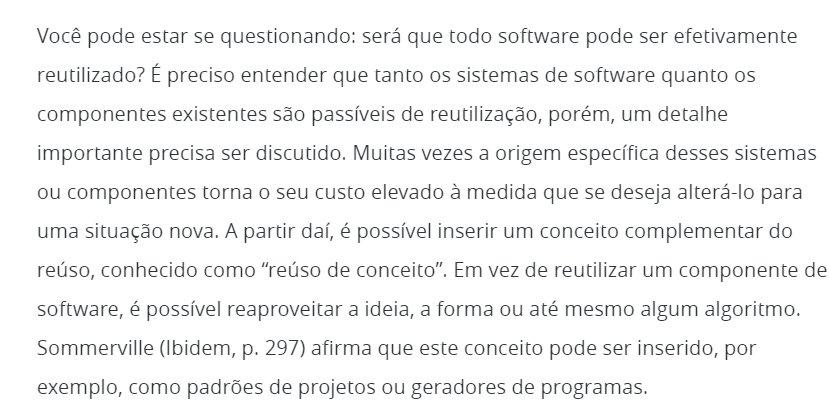 Você pode estar se questionando: será que todo software pode ser efetivamente
reutilizado? É preciso entender que tanto os sistemas de software quanto os
componentes existentes são passíveis de reutilização, porém, um detalhe
importante precisa ser discutido. Muitas vezes a origem específica desses sistemas
ou componentes torna o seu custo elevado à medida que se deseja alterá-lo para
uma situação nova. A partir daí, é possível inserir um conceito complementar do
reúso, conhecido como “reúso de conceito”. Em vez de reutilizar um componente de
software, é possível reaproveitar a ideia, a forma ou até mesmo algum algoritmo.
Sommerville (Ibidem, p. 297) afirma que este conceito pode ser inserido, por
exemplo, como padrões de projetos ou geradores de programas.